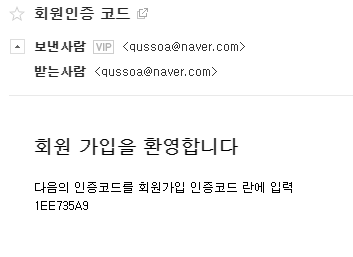 회원인증 코드
보낸사람 VIP <qussoa@naver.com>
받는사람 <qussoa@naver.com>
회원 가입을 환영합니다
다음의 인증코드를 회원가입 인증코드 란에 입력
1EE735A9